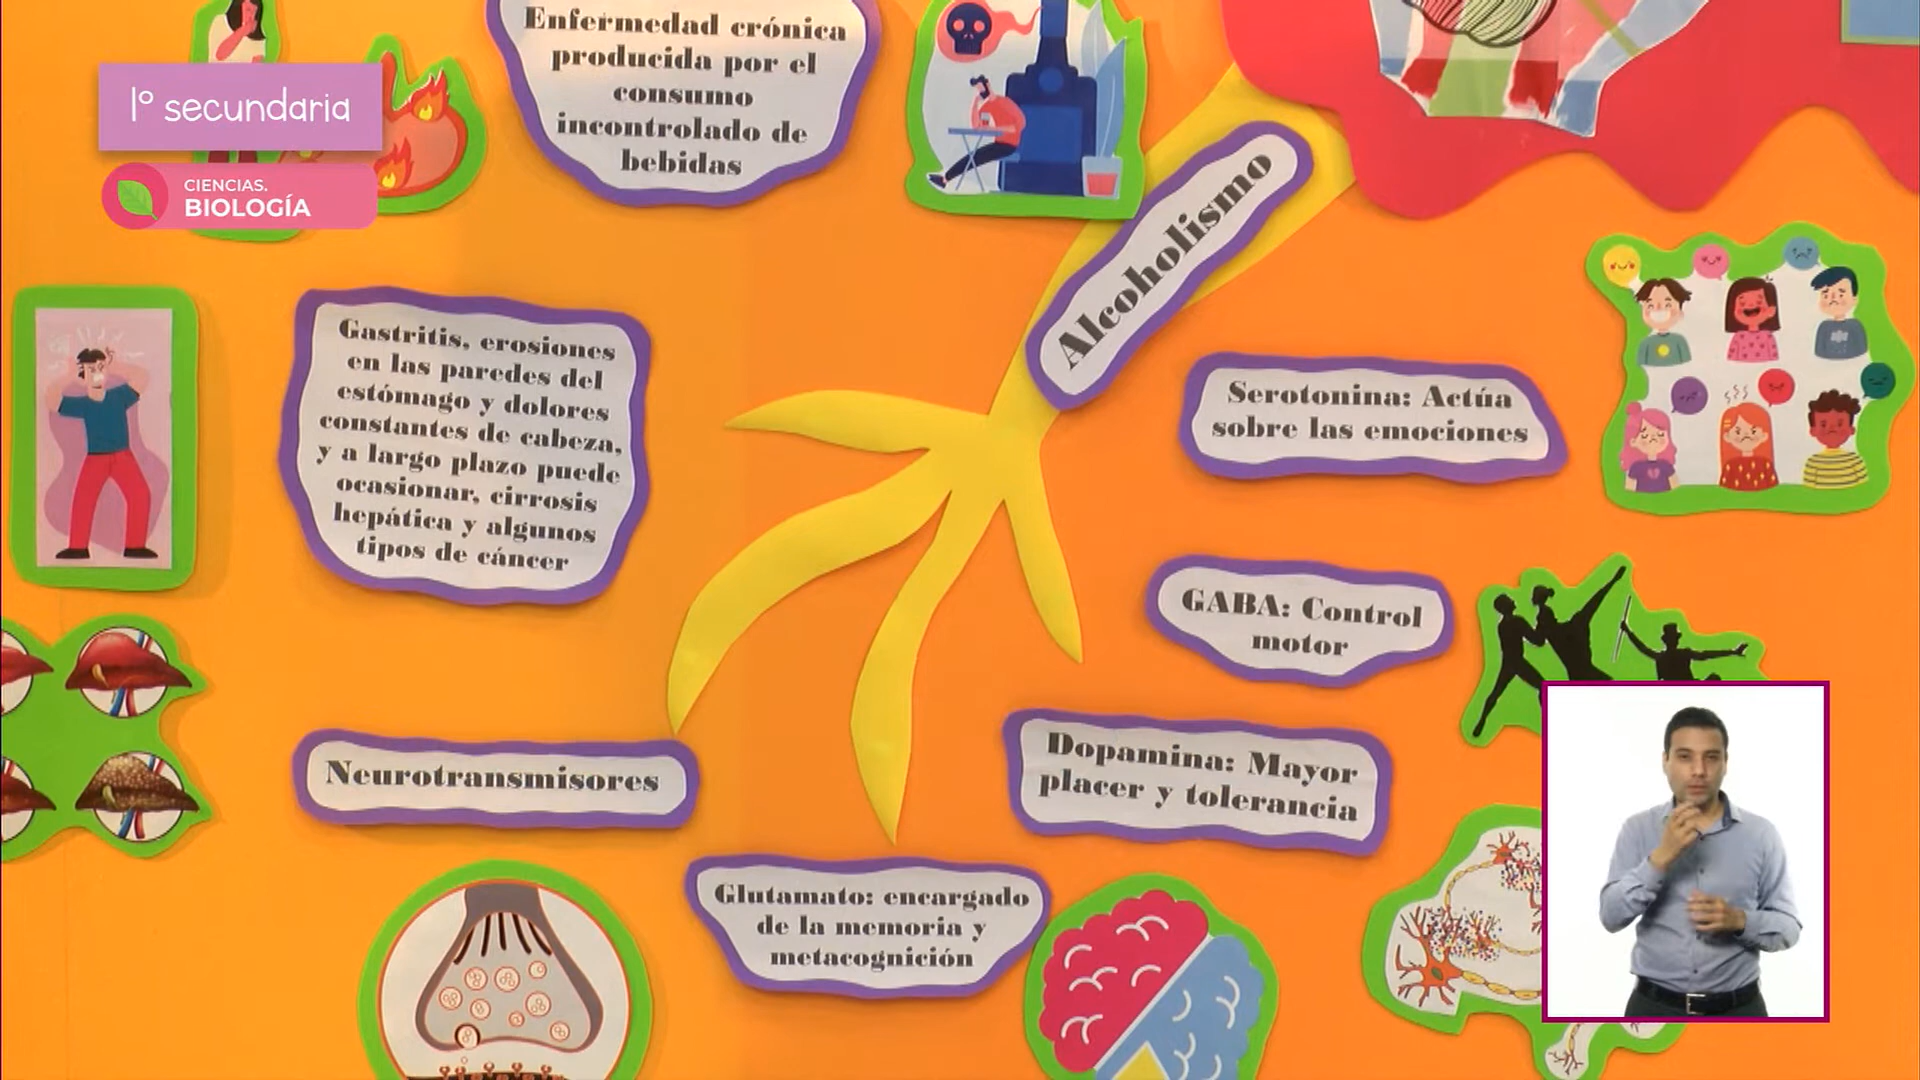 1° secundaria
CIENCIAS.
BIOLOGÍA
Enfermedad crónica
producida por el
consumo
incontrolado de
bebidas
Alcoholismo
Gastritis, erosiones
en las paredes del
estómago y dolores
constantes de cabeza,
y a largo plazo puede
ocasionar, cirrosis
hepática y algunos
tipos de cáncer
Serotonina: Actúa
sobre las emociones
GABA: Control
motor
Neurotransmisores
Dopamina: Mayor
placer y tolerancia
Glutamato: encargado
de la memoria y
metacognición